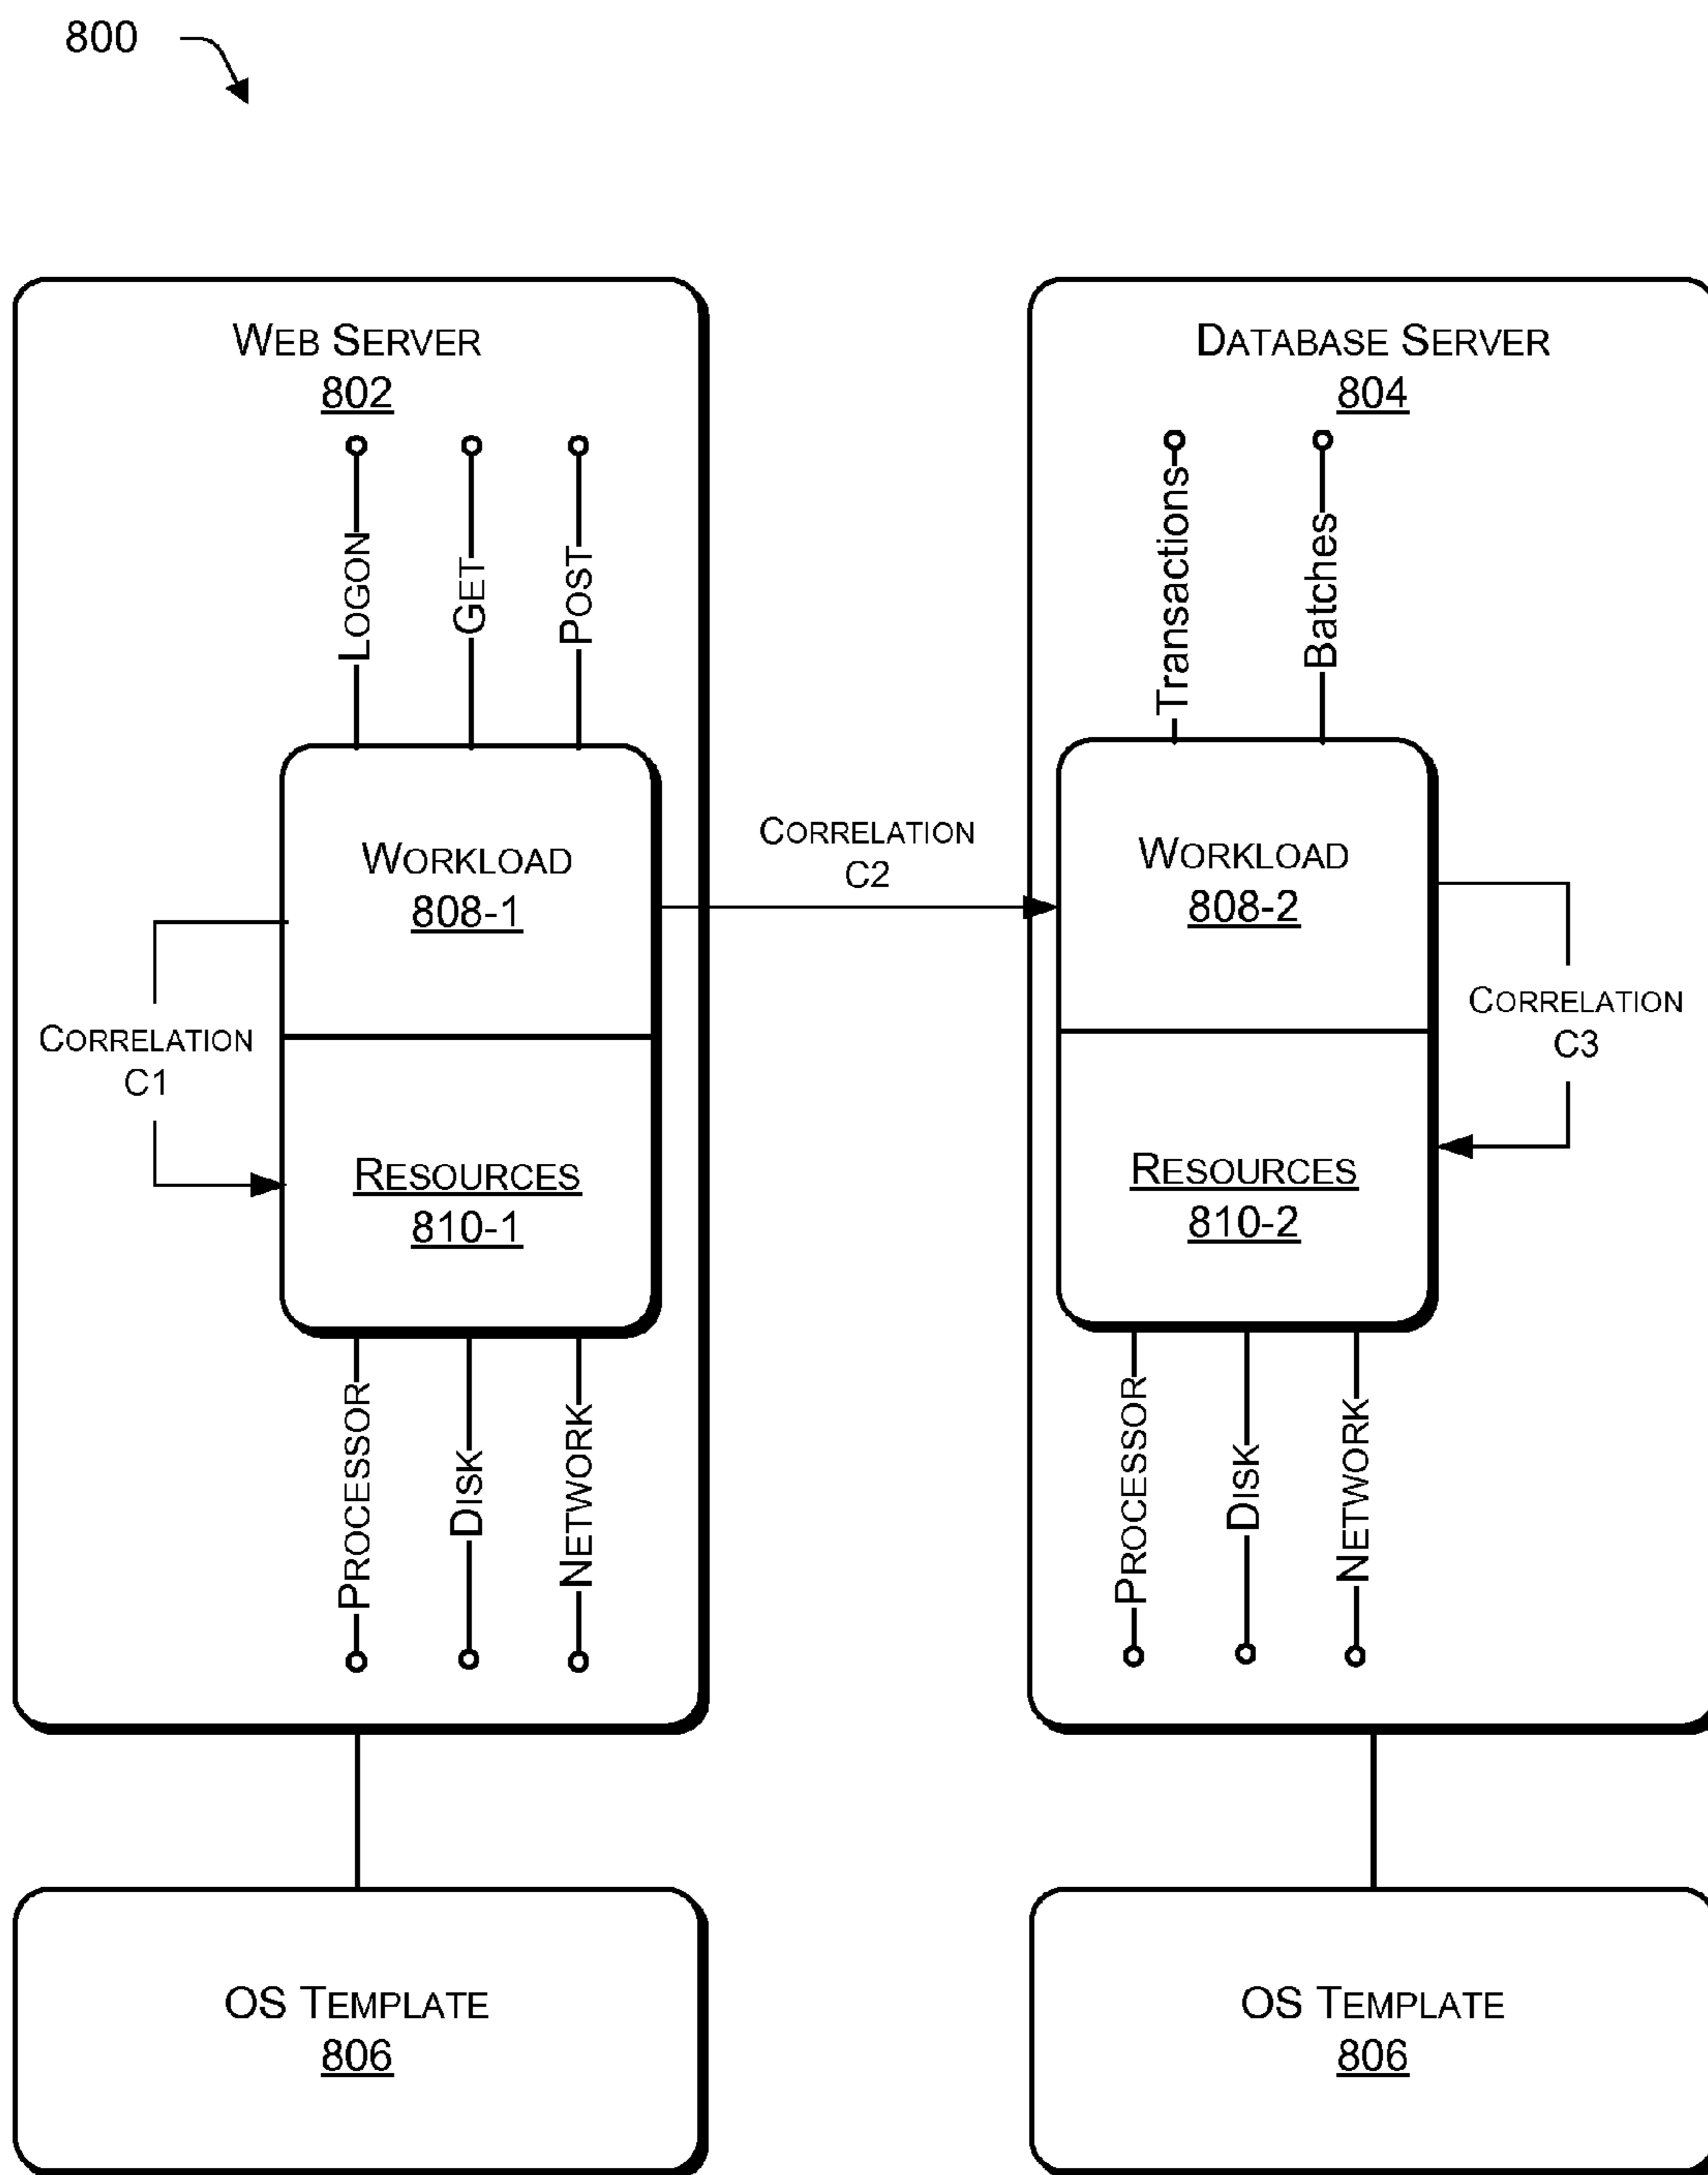 800
WEB SERVER
802
LOGON
GET
POST
WORKLOAD
808-1
CORRELATION
C1
RESOURCES
810-1
PROCESSOR
DISK
NETWORK
CORRELATION
C2
DATABASE SERVER
804
Transactions
Batches
WORKLOAD
808-2
CORRELATION
C3
RESOURCES
810-2
PROCESSOR
DISK
NETWORK
OS TEMPLATE
806
OS TEMPLATE
806